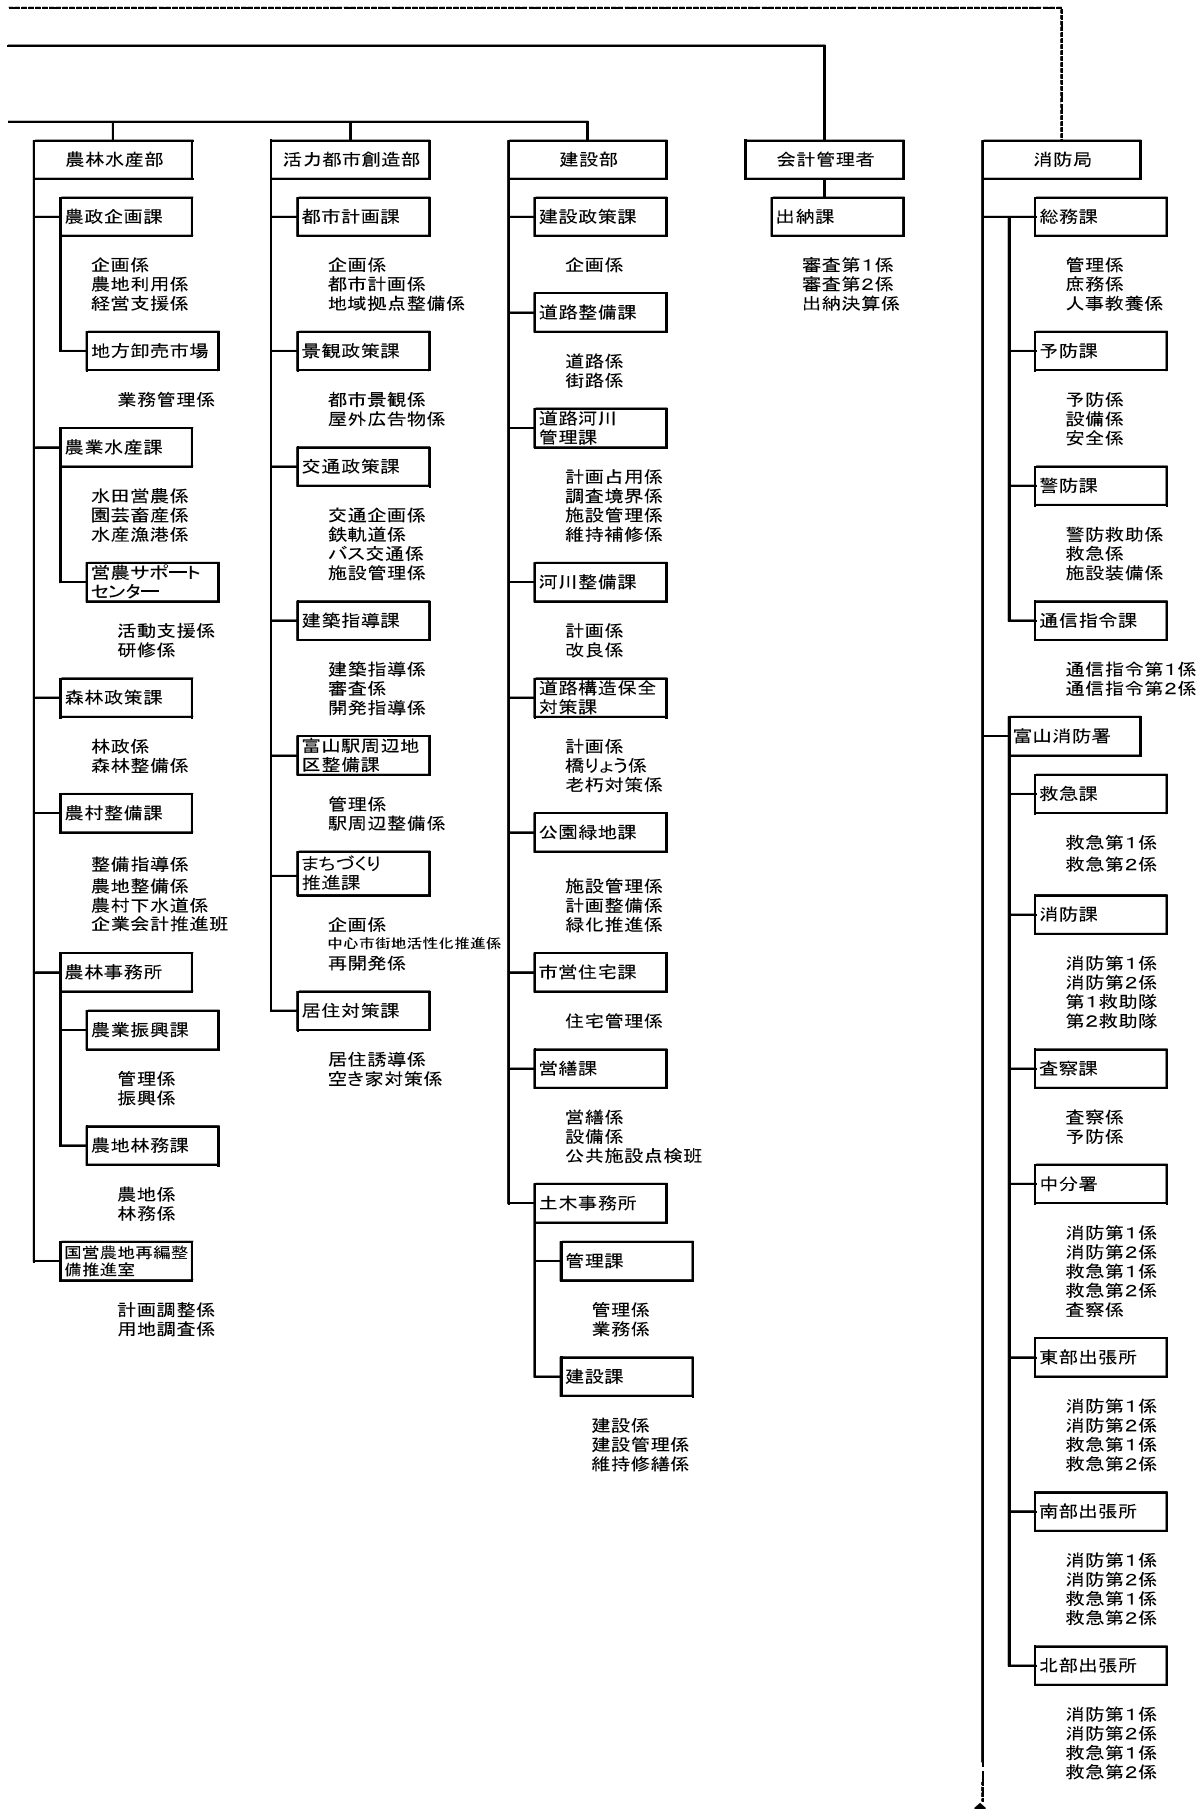 農林水産部
農政企画課
企画係
農地利用係
経営支援係
地方卸売市場
業務管理係
農業水産課
水田営農係
園芸畜産係
水産漁港係
営農サポート
センター
活動支援係
研修係
森林政策課
林政係
森林整備係
農村整備課
整備指導係
農地整備係
農村下水道係
企業会計推進班
農林事務所
農業振興課
管理係
振興係
農地林務課
農地係
林務係
国営農地再編整
備推進室
計画調整係
用地調査係
活力都市創造部
都市計画課
企画係
都市計画係
地域拠点整備係
景観政策課
都市景観係
屋外広告物係
交通政策課
交通企画係
鉄軌道係
バス交通係
施設管理係
建築指導課
建築指導係
審査係
開発指導係
富山駅周辺地
区整備課
管理係
駅周辺整備係
まちづくり
推進課
企画係
中心市街地活性化推進係
再開発係
居住対策課
居住誘導係
空き家対策係
建設部
建設政策課
企画係
道路整備課
道路係
街路係
道路河川
管理課
計画占用係
調査境界係
施設管理係
維持補修係
河川整備課
計画係
改良係
道路構造保全
対策課
計画係
橋りょう係
老朽対策係
公園緑地課
施設管理係
計画整備係
緑化推進係
市営住宅課
住宅管理係
営繕課
営繕係
設備係
公共施設点検班
土木事務所
管理課
管理係
業務係
建設課
建設係
建設管理係
維持修繕係
会計管理者
出納課
審査第1係
審査第2係
出納決算係
消防局
総務課
管理係
庶務係
人事教養係
予防課
予防係
設備係
安全係
警防課
警防救助係
救急係
施設装備係
通信指令課
通信指令第1係
通信指令第2係
富山消防署
救急課
救急第1係
救急第2係
消防課
消防第1係
消防第2係
第1救助隊
第2救助隊
査察課
査察係
予防係
中分署
消防第1係
消防第2係
救急第1係
救急第2係
査察係
東部出張所
消防第1係
消防第2係
救急第1係
救急第2係
南部出張所
消防第1係
消防第2係
救急第1係
救急第2係
北部出張所
消防第1係
消防第2係
救急第1係
救急第2係